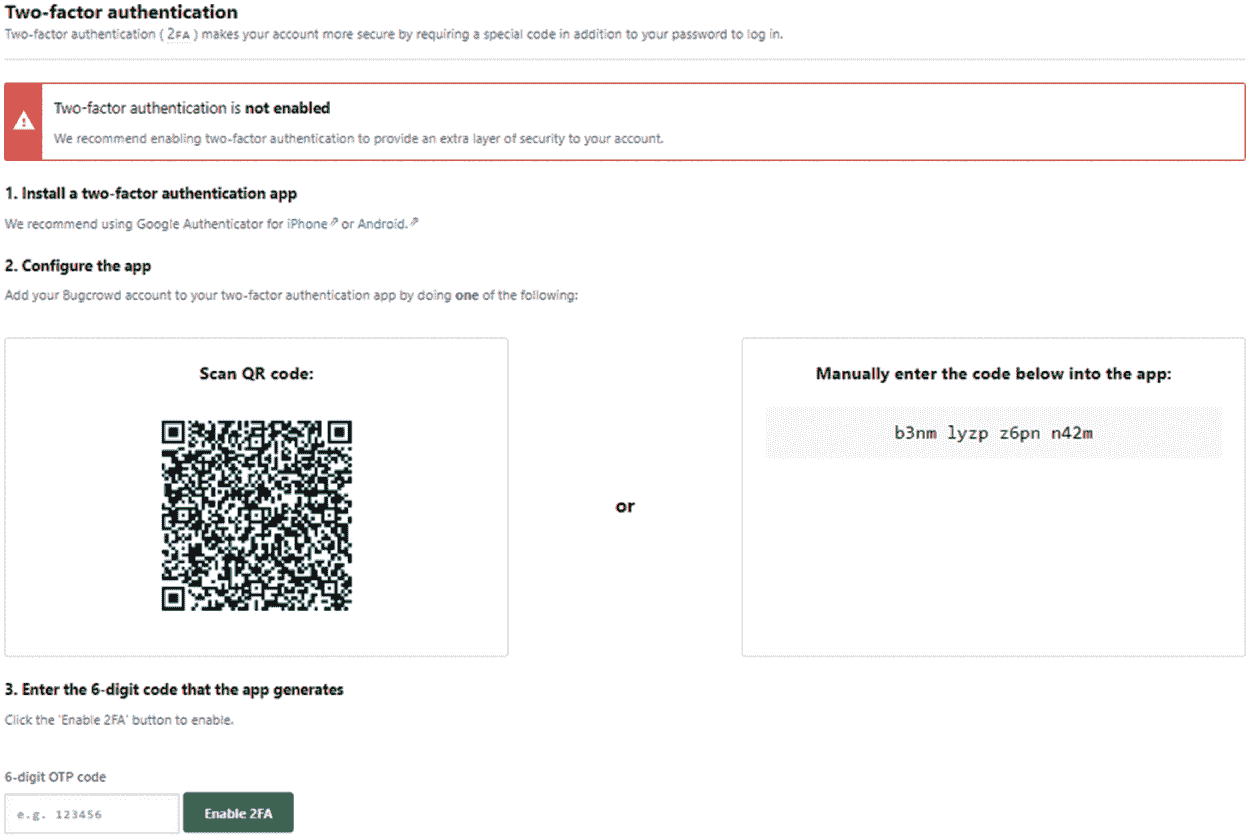 Two-factor authentication
Two-factor authentication ( 2FA ) makes your account more secure by requiring a special code in addition to your password to log in.
Two-factor authentication is not enabled
We recommend enabling two-factor authentication to provide an extra layer of security to your account.
1. Install a two-factor authentication app
We recommend using Google Authenticator for iPhone or Android.
2. Configure the app
Add your Bugcrowd account to your two-factor authentication app by doing one of the following:
Scan QR code:
or
Manually enter the code below into the app:
b3nm lyzp z6pn n42m
3. Enter the 6-digit code that the app generates
Click the 'Enable 2FA' button to enable.
6-digit OTP code
e.g. 123456
Enable 2FA